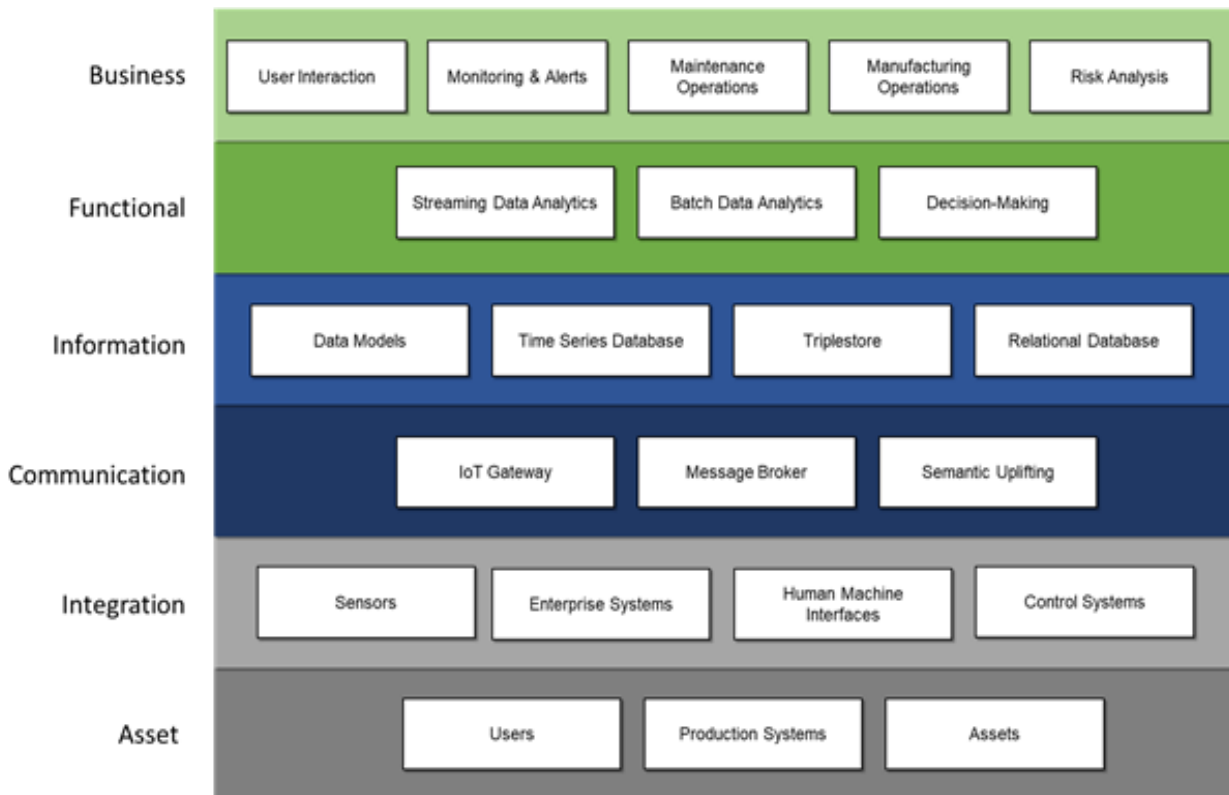 Business
User Interaction
Monitoring & Alerts
Maintenance
Operations
Manufacturing
Operations
Risk Analysis
Functional
Streaming Data Analytics
Batch Data Analytics
Decision-Making
Information
Data Models
Time Series Database
Triplestore
Relational Database
Communication
IoT Gateway
Message Broker
Semantic Uplifting
Integration
Sensors
Enterprise Systems
Human Machine
Interfaces
Control Systems
Asset
Users
Production Systems
Assets